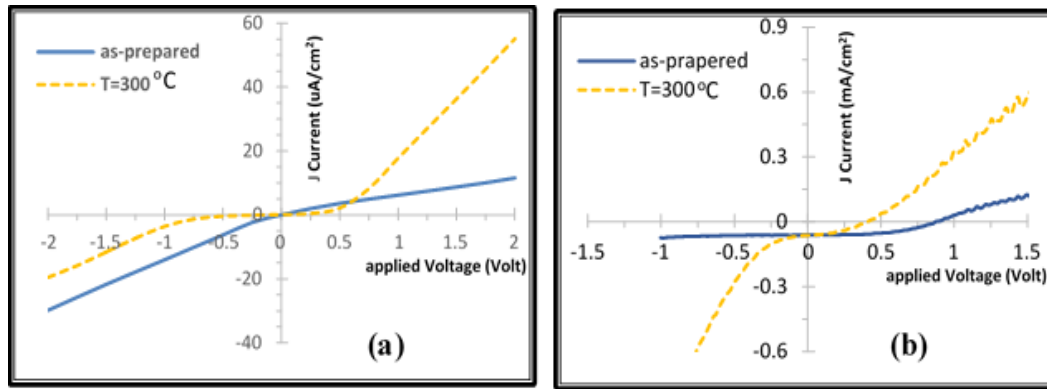 as-prepared
T=300 °C
J Current (uA/cm²)
60
40
20
0
-20
-40
-2
-1.5
-1
-0.5
0
0.5
1
1.5
2
applied Voltage (Volt)
(a)
as-prapered
T=300°C
J Current (mA/cm²)
0.9
0.6
0.3
0
-0.3
-0.6
-1.5
-1
-0.5
0
0.5
1
1.5
applied Voltage (Volt)
(b)